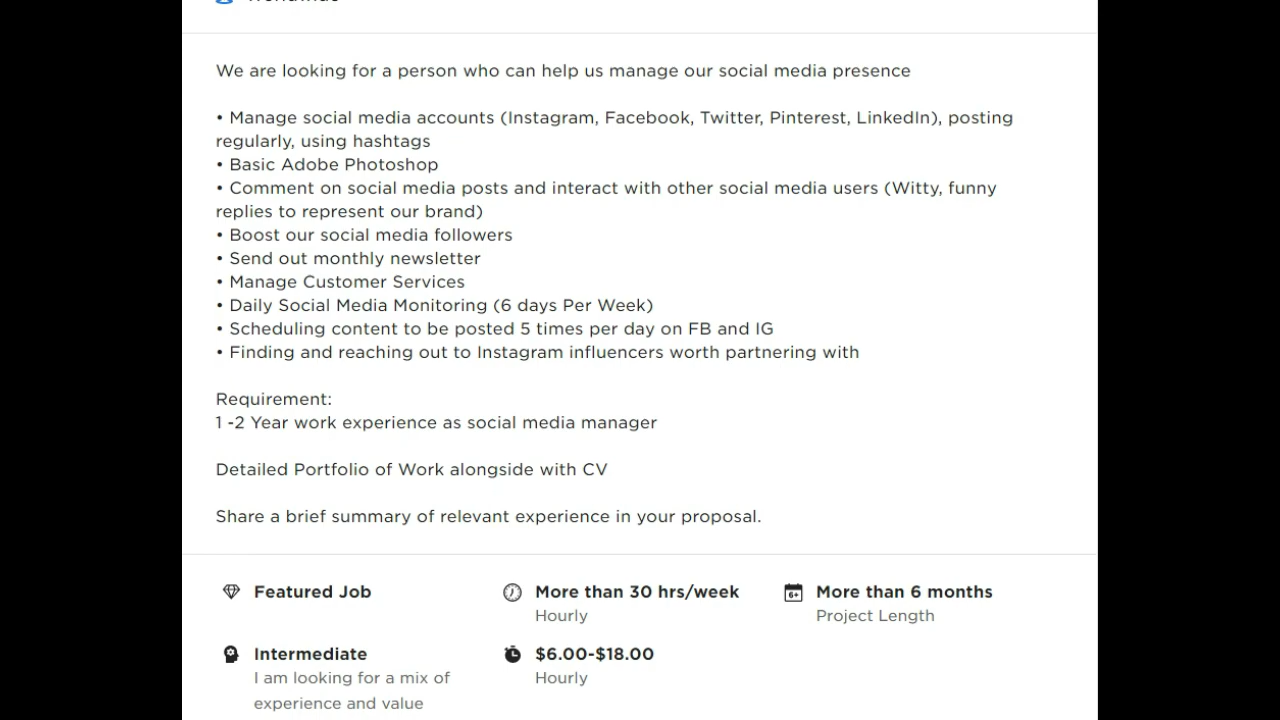 We are looking for a person who can help us manage our social media presence
• Manage social media accounts (Instagram, Facebook, Twitter, Pinterest, LinkedIn), posting
regularly, using hashtags
• Basic Adobe Photoshop
• Comment on social media posts and interact with other social media users (Witty, funny
replies to represent our brand)
• Boost our social media followers
• Send out monthly newsletter
• Manage Customer Services
• Daily Social Media Monitoring (6 days Per Week)
• Scheduling content to be posted 5 times per day on FB and IG
• Finding and reaching out to Instagram influencers worth partnering with
Requirement:
1 -2 Year work experience as social media manager
Detailed Portfolio of Work alongside with CV
Share a brief summary of relevant experience in your proposal.
Featured Job
More than 30 hrs/week
Hourly
6+
More than 6 months
Project Length
Intermediate
I am looking for a mix of
experience and value
$6.00-$18.00
Hourly